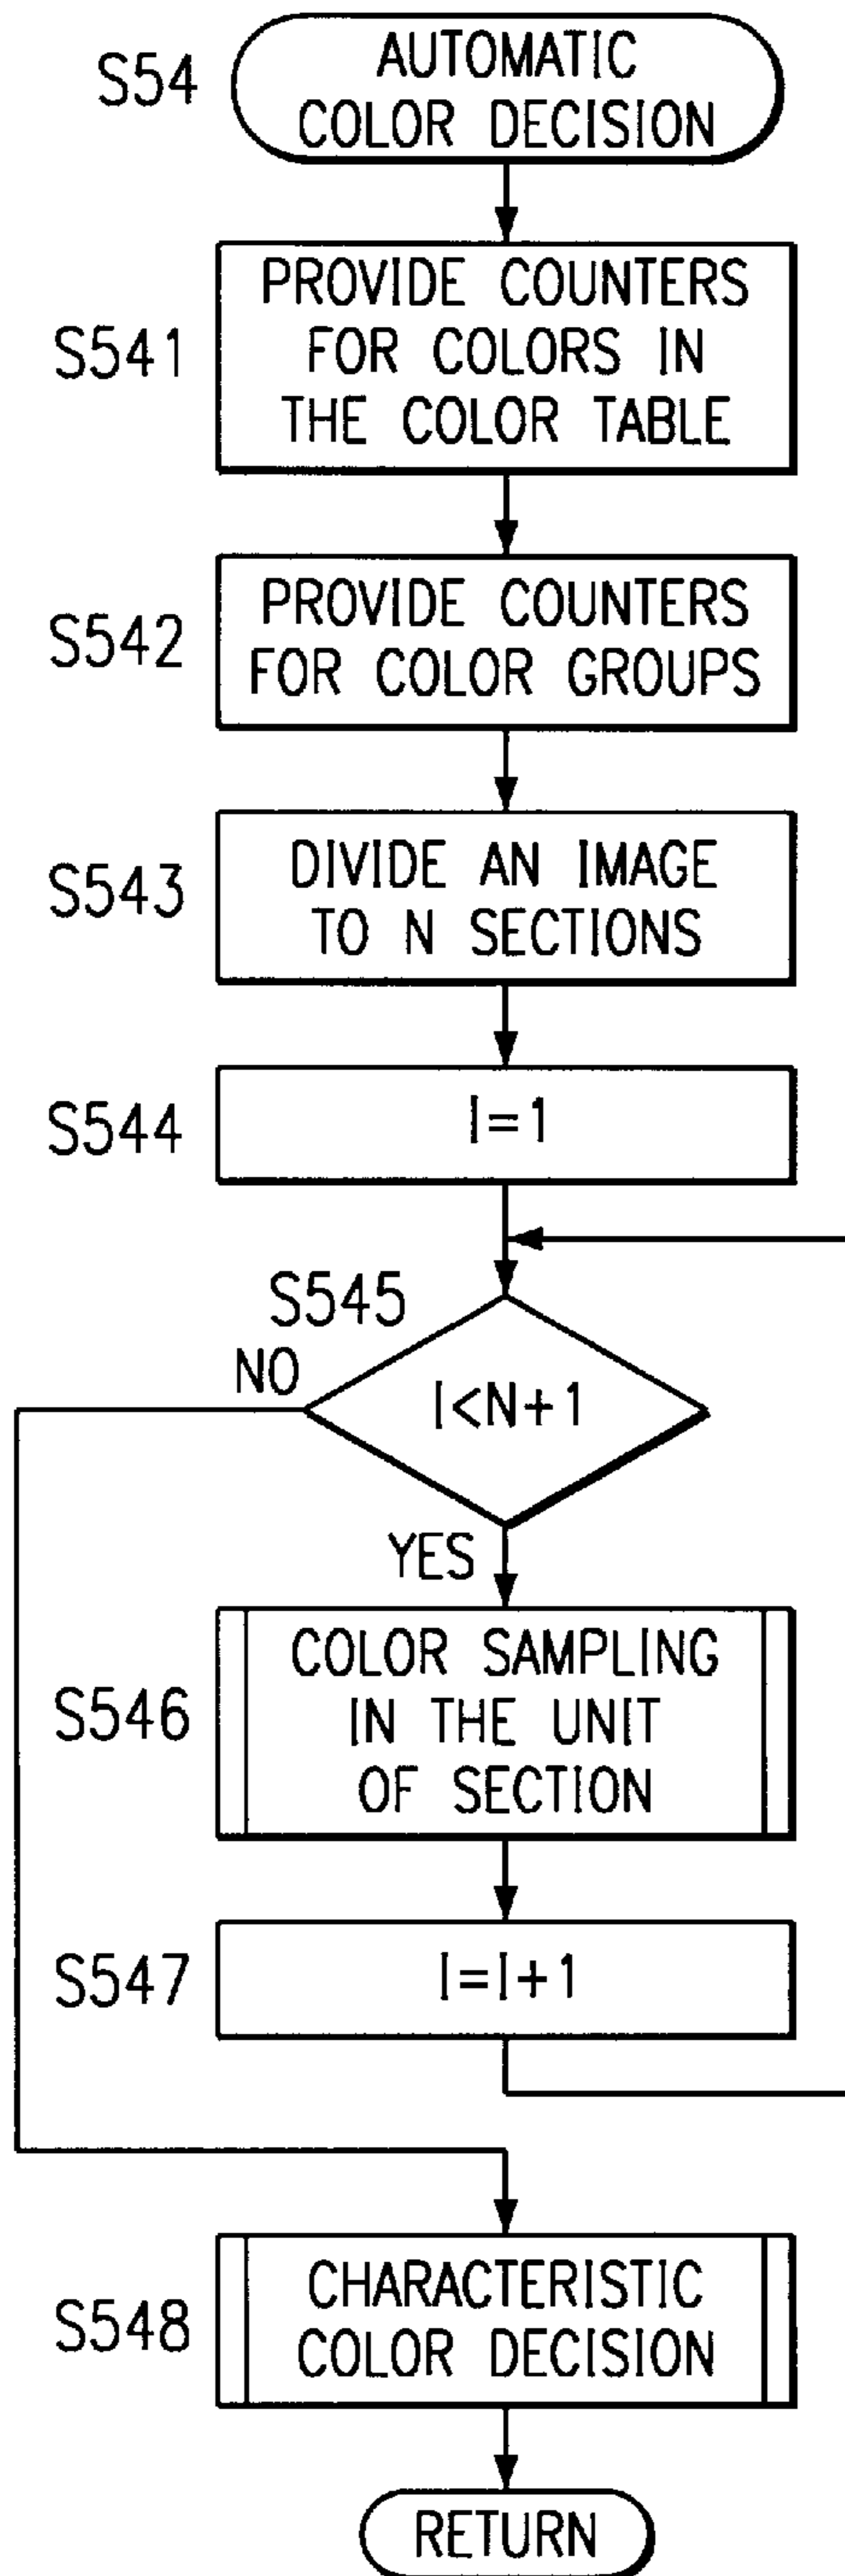 S54
AUTOMATIC
COLOR DECISION
S541
PROVIDE COUNTERS
FOR COLORS IN
THE COLOR TABLE
S542
PROVIDE COUNTERS
FOR COLOR GROUPS
S543
DIVIDE AN IMAGE
TO N SECTIONS
S544
I=1
S545
NO
I<N+1
YES
S546
COLOR SAMPLING
IN THE UNIT
OF SECTION
S547
I=I+1
S548
CHARACTERISTIC
COLOR DECISION
RETURN